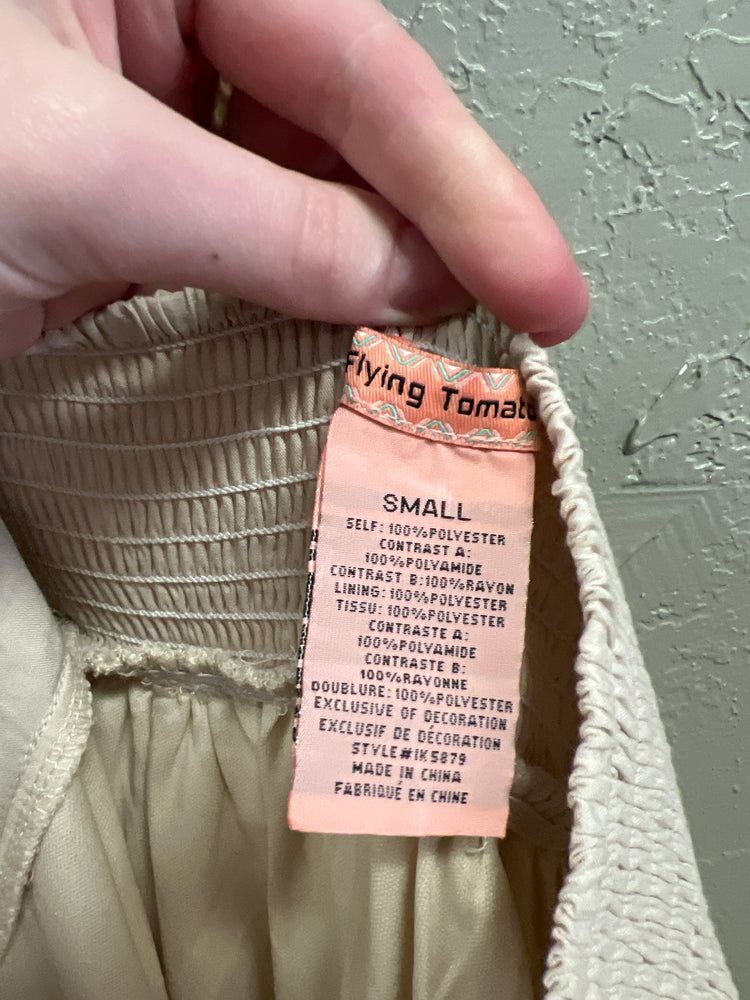 Flying Tomato
SMALL
SELF: 100%POLYESTER
CONTRAST A:
100%POLYAMIDE
CONTRAST B:100%RAYON
LINING: 100%POLYESTER
TISSU: 100%POLYESTER
CONTRASTE A:
100%POLYAMIDE
CONTRASTE B:
100%RAYONNE
DOUBLURE: 100%POLYESTER
EXCLUSIVE OF DECORATION
EXCLUSIF DE DÉCORATION
STYLE#IK5879
MADE IN CHINA
FABRIQUÉ EN CHINE